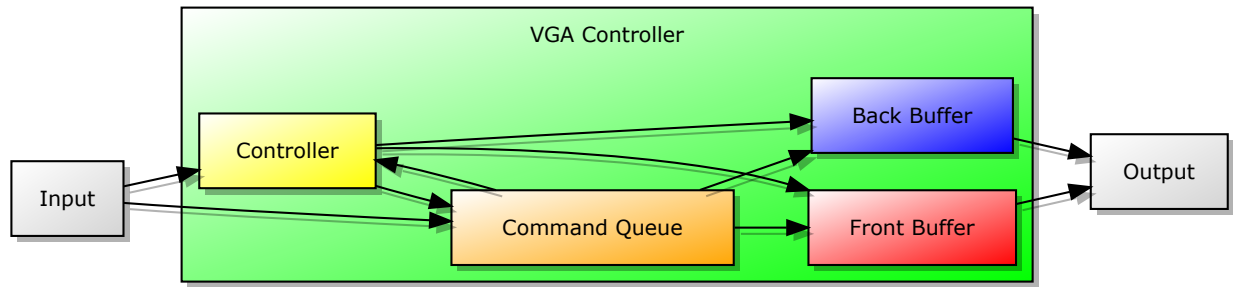 VGA Controller
Input
Controller
Command Queue
Back Buffer
Front Buffer
Output